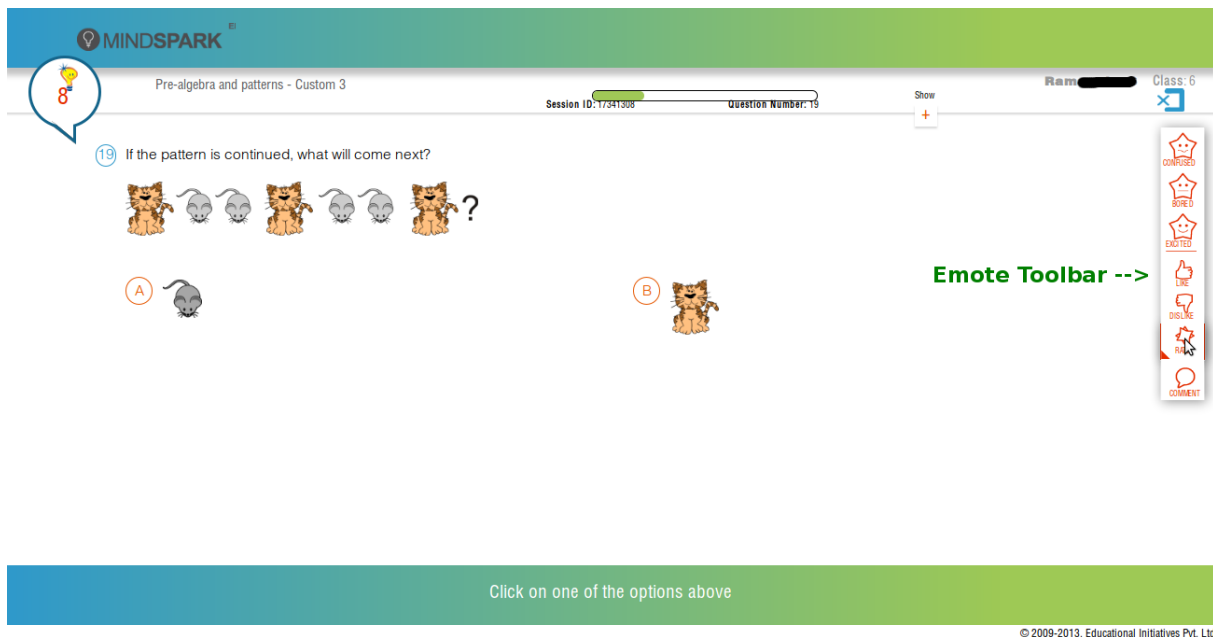 MINDSPARK
8
Pre-algebra and patterns - Custom 3
Session ID: 17341308
Question Number: 19
Show
+
Ram
Class: 6
19 If the pattern is continued, what will come next?
?
A
B
Emote Toolbar -->
CONFUSED
BORED
EXCITED
LIKE
DISLIKE
COMMENT
Click on one of the options above
© 2009-2013, Educational Initiatives Pvt. Ltd